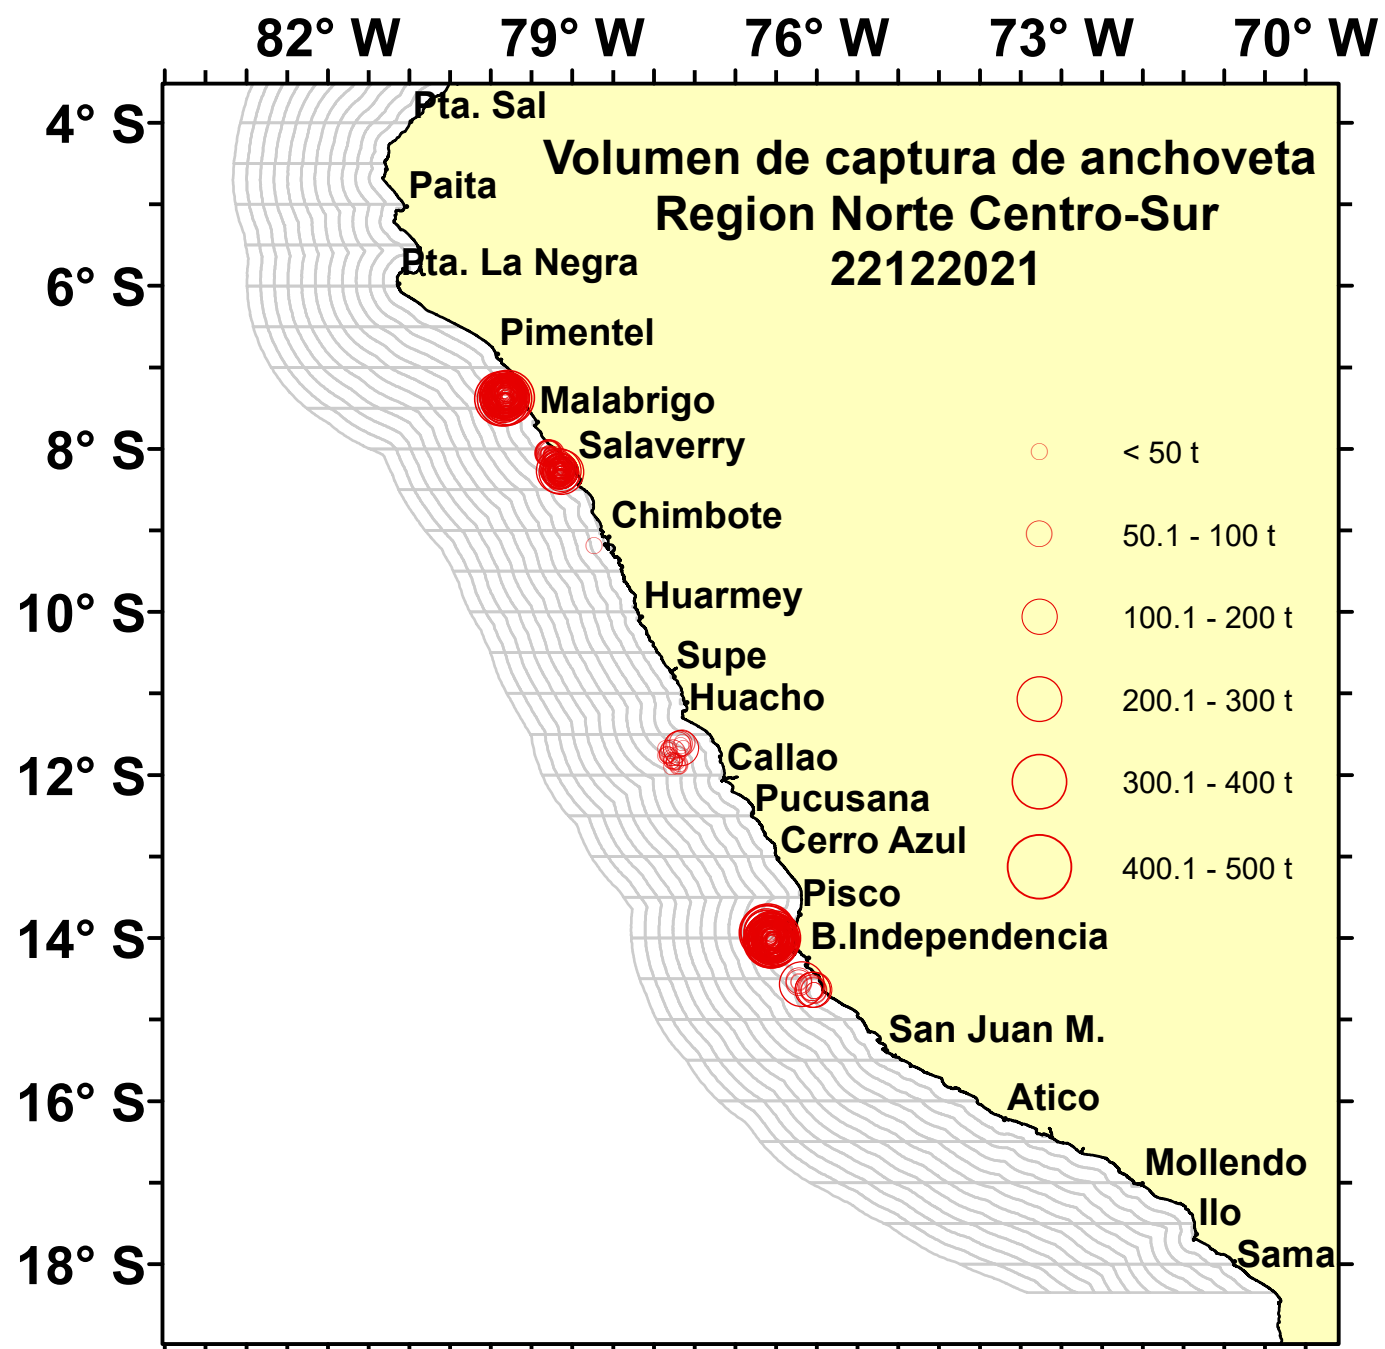 82° W 79° W 76° W 73° W 70° W
4° S
6° S
8° S
10° S
12° S
14° S
16° S
18° S
Volumen de captura de anchoveta
Region Norte Centro-Sur
22122021
Pta. Sal
Paita
Pta. La Negra
Pimentel
Malabrigo
Salaverry
Chimbote
Huarmey
Supe
Huacho
Callao
Pucusana
Cerro Azul
Pisco
B.Independencia
San Juan M.
Atico
Mollendo
Ilo
Sama
< 50 t
50.1 - 100 t
100.1 - 200 t
200.1 - 300 t
300.1 - 400 t
400.1 - 500 t